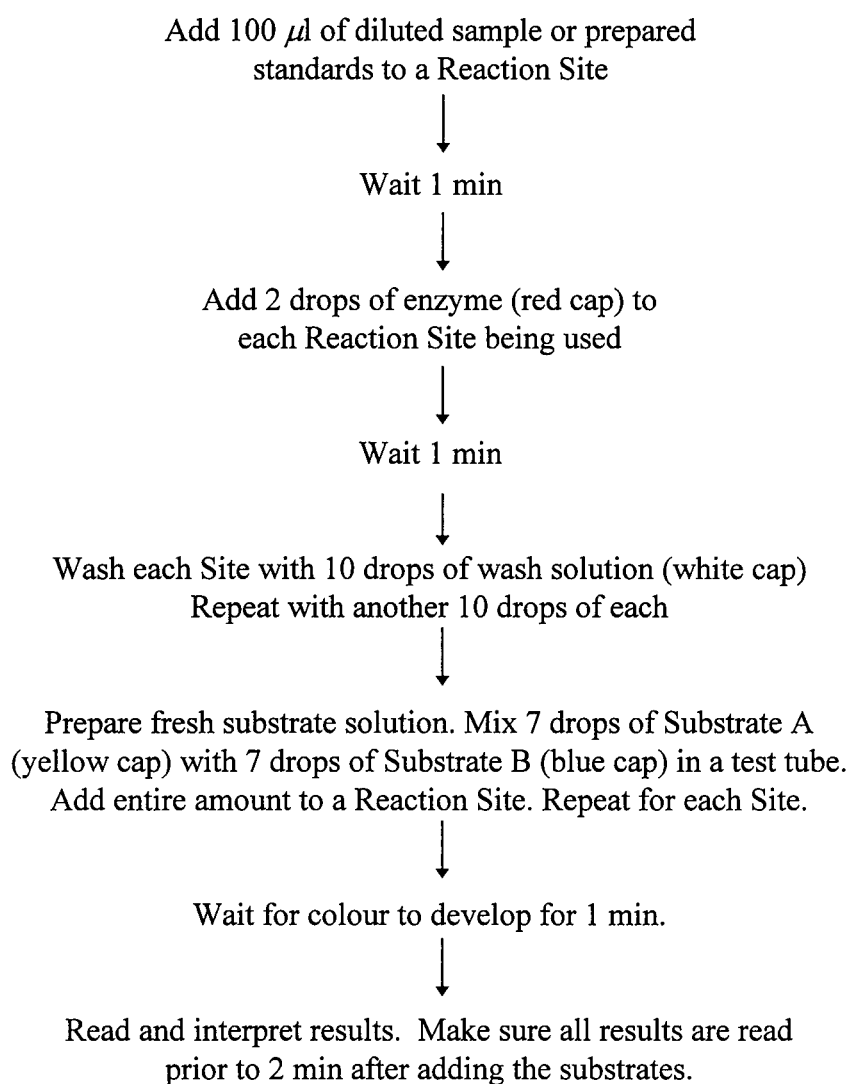 Add 100 µl of diluted sample or prepared
standards to a Reaction Site
Wait 1 min
Add 2 drops of enzyme (red cap) to
each Reaction Site being used
Wait 1 min
Wash each Site with 10 drops of wash solution (white cap)
Repeat with another 10 drops of each
Prepare fresh substrate solution. Mix 7 drops of Substrate A
(yellow cap) with 7 drops of Substrate B (blue cap) in a test tube.
Add entire amount to a Reaction Site. Repeat for each Site.
Wait for colour to develop for 1 min.
Read and interpret results. Make sure all results are read
prior to 2 min after adding the substrates.